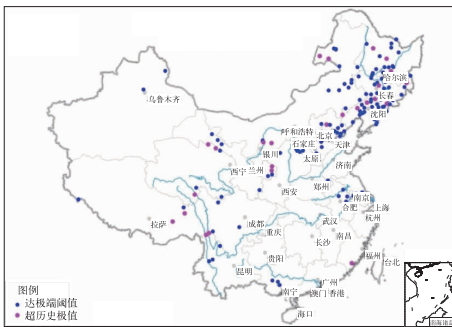 哈尔滨
长春
沈阳
乌鲁木齐
呼和浩特
北京
银川
石家庄
天津
太原
西宁
兰州
济南
西安
郑州
拉萨
成都
重庆
武汉
合肥
南京
上海
杭州
长沙
南昌
贵阳
昆明
福州
台北
南宁
广州
澳门
香港
海口
图例
达极端阈值
超历史极值
南海诸岛